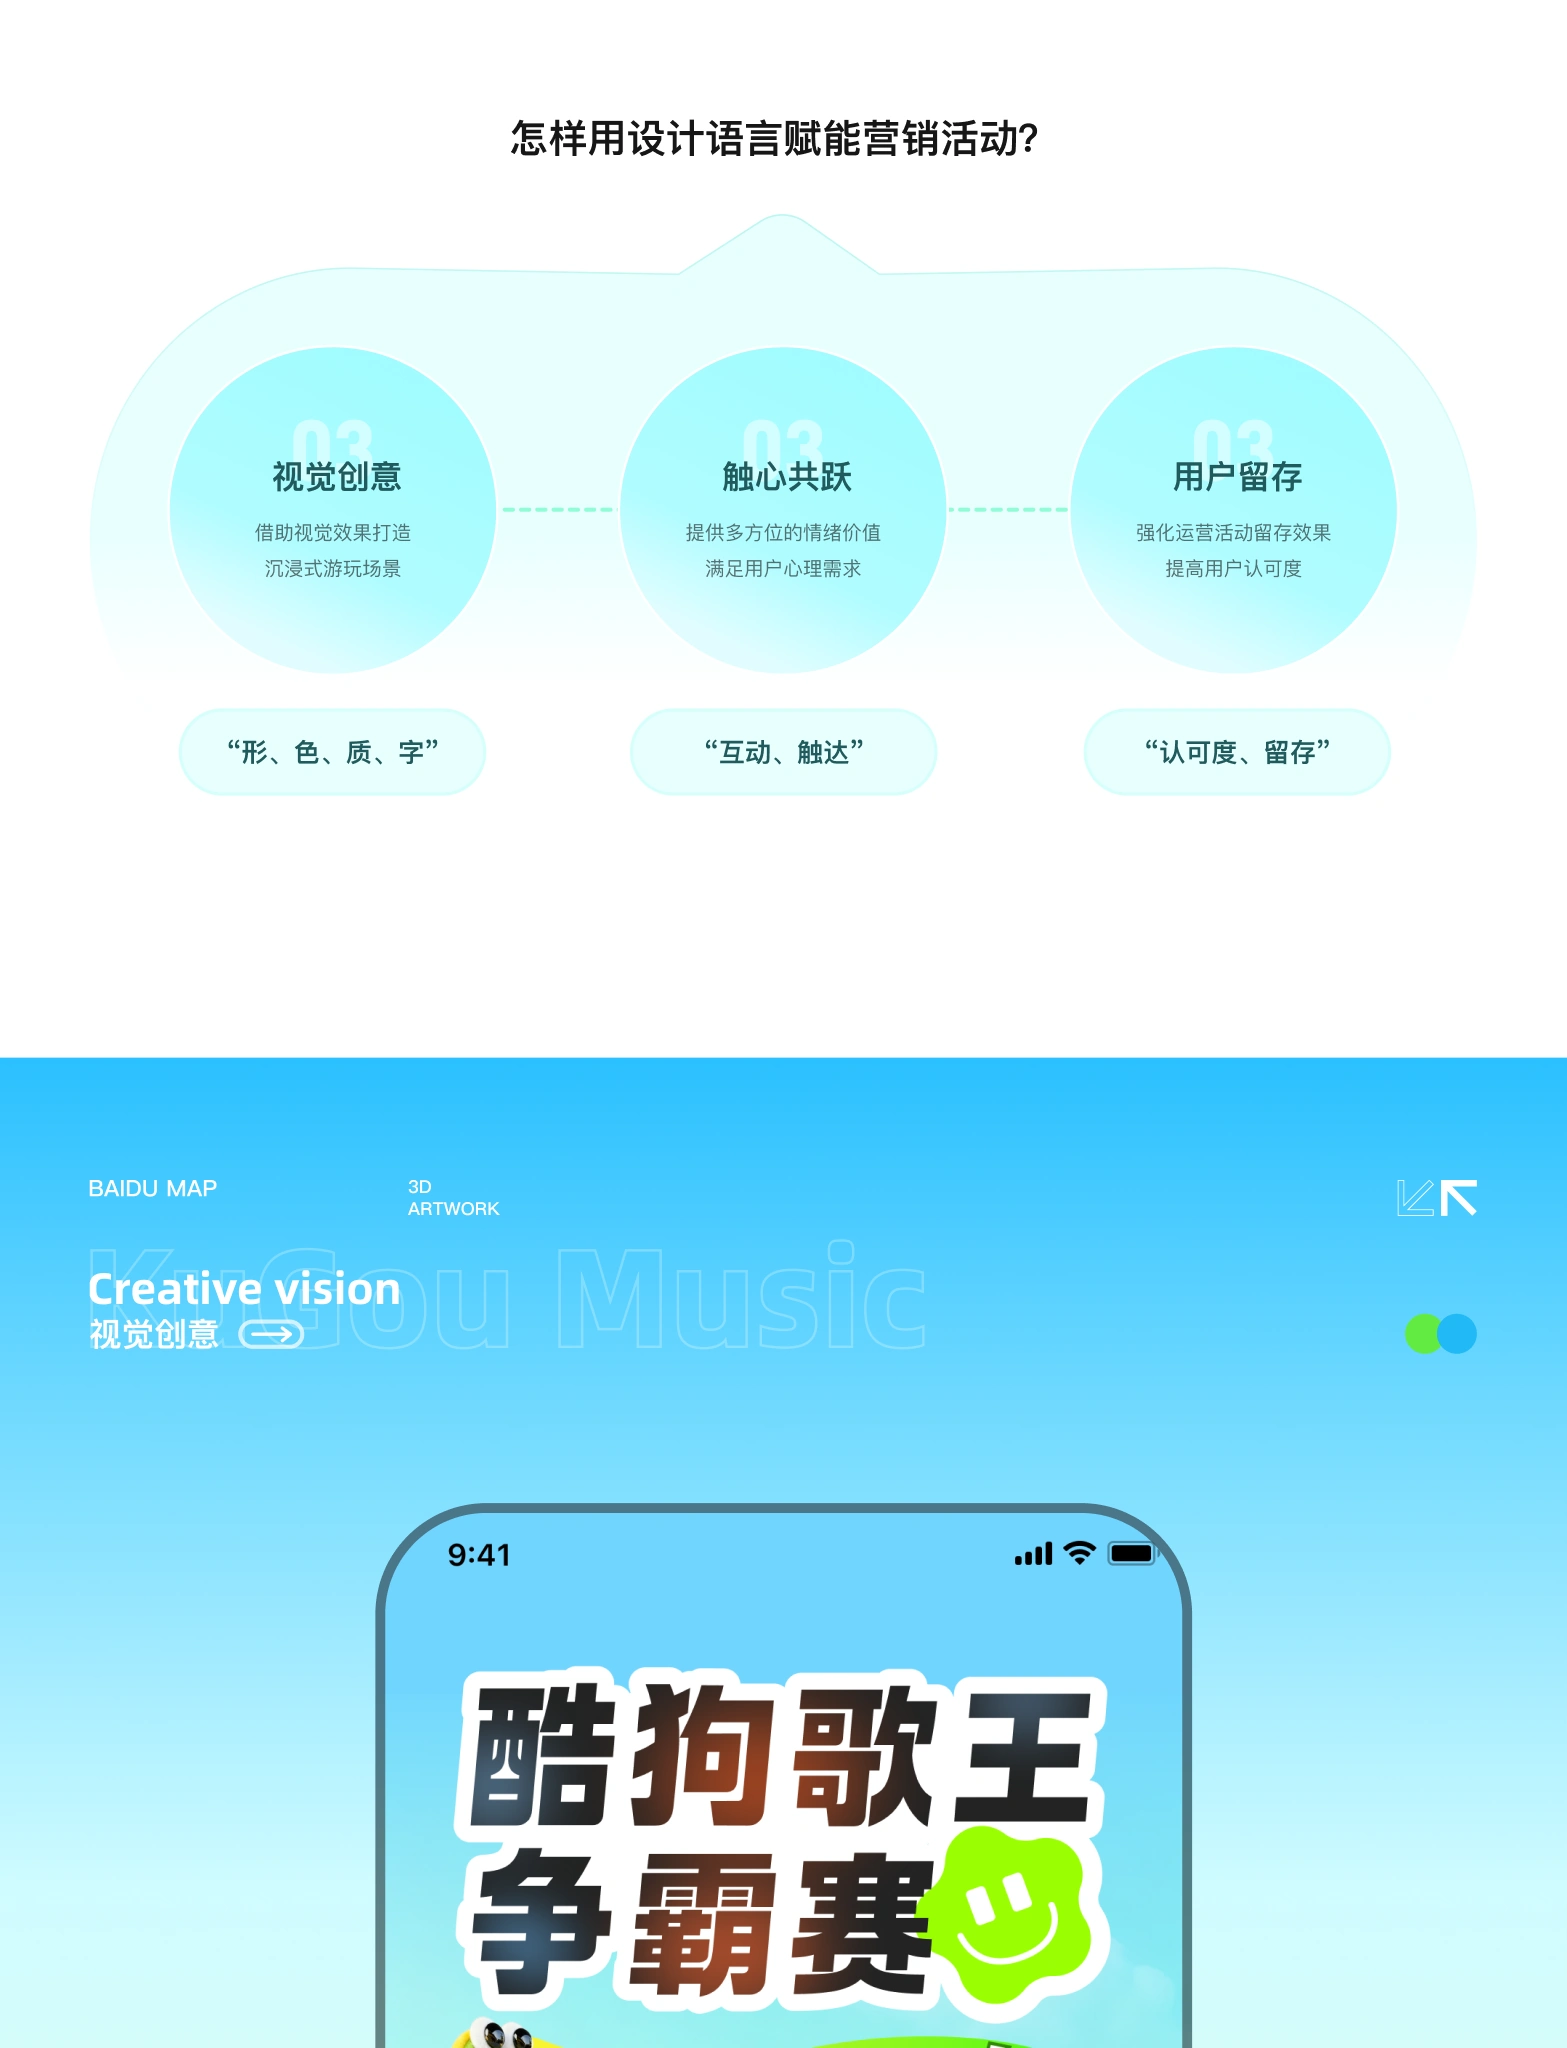 怎样用设计语言赋能营销活动?
03
视觉创意
借助视觉效果打造
沉浸式游玩场景
03
触心共跃
提供多方位的情绪价值
满足用户心理需求
03
用户留存
强化运营活动留存效果
提高用户认可度
“形、色、质、字”
“互动、触达”
“认可度、留存”
BAIDU MAP
3D
ARTWORK
KuGou Music
Creative vision
视觉创意
9:41
酷狗歌王
争霸赛